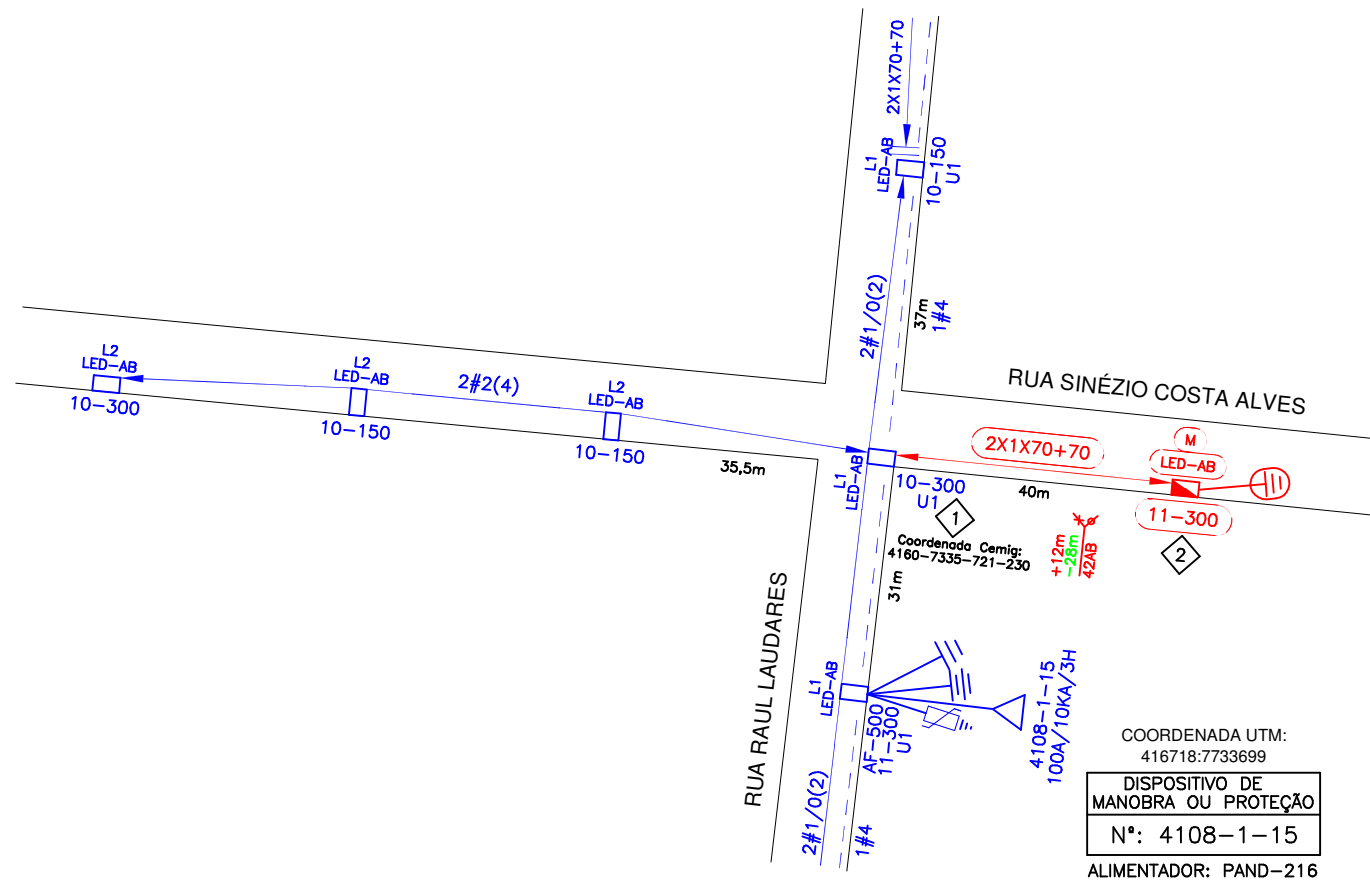 2X1X70+70
L1
LED-AB
10-150
U1
2#1/0(2)
37m
1#4
L2
LED-AB
10-300
L2
LED-AB
10-150
2#2(4)
L2
LED-AB
10-150
35,5m
RUA SINÉZIO COSTA ALVES
L1
LED-AB
10-300
U1
2X1X70+70
40m
M
LED-AB
11-300
1
Coordenada Cemig:
4160-7335-721-230
+12m
-28m
42AB
2
31m
RUA RAUL LAUDARES
L1
LED-AB
AF-500
11-300
U1
4108-1-15
100A/10KA/3H
2#1/0(2)
1#4
COORDENADA UTM:
416718:7733699
DISPOSITIVO DE
MANOBRA OU PROTEÇÃO
Nº: 4108-1-15
ALIMENTADOR: PAND-216